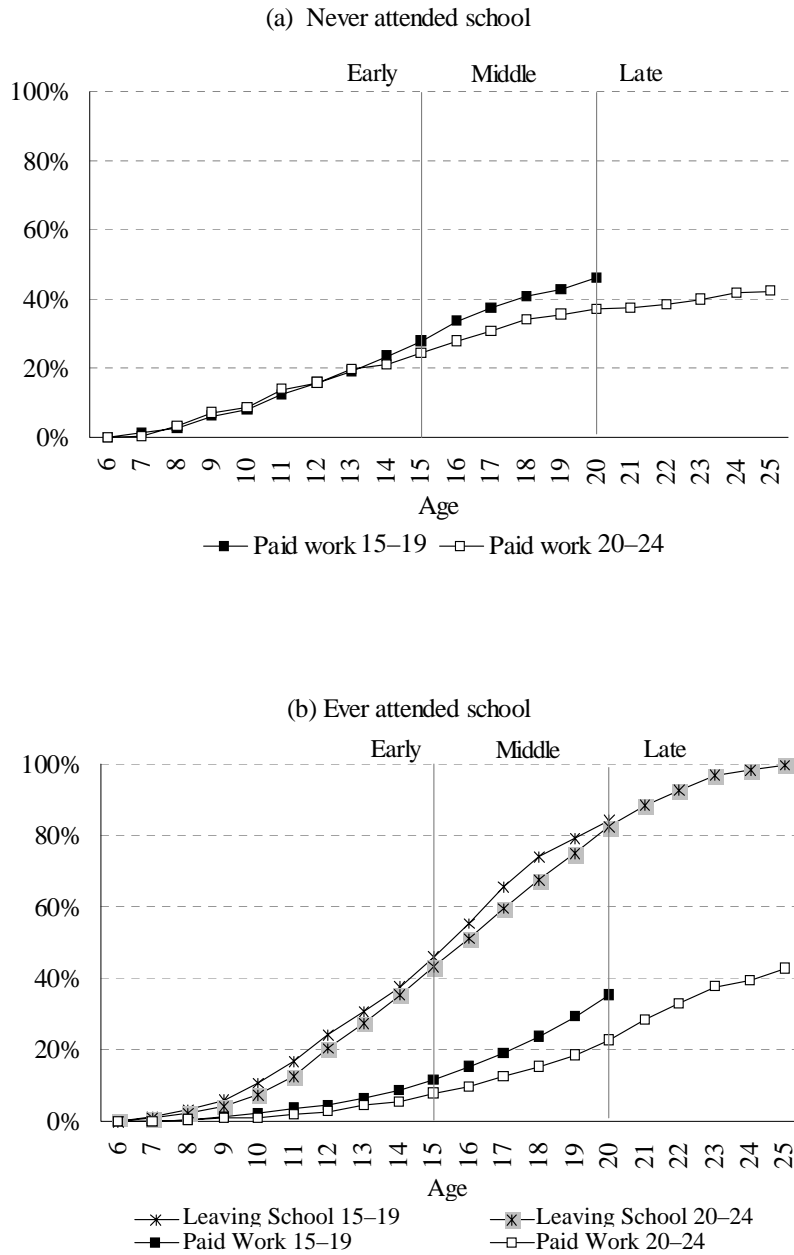 (a) Never attended school
Early Middle Late
100%
80%
60%
40%
20%
0%
6 7 8 9 10 11 12 13 14 15 16 17 18 19 20 21 22 23 24 25
Age
Paid work 15–19 Paid work 20–24
(b) Ever attended school
Early Middle Late
100%
80%
60%
40%
20%
0%
6 7 8 9 10 11 12 13 14 15 16 17 18 19 20 21 22 23 24 25
Age
Leaving School 15–19 Leaving School 20–24
Paid Work 15–19 Paid Work 20–24